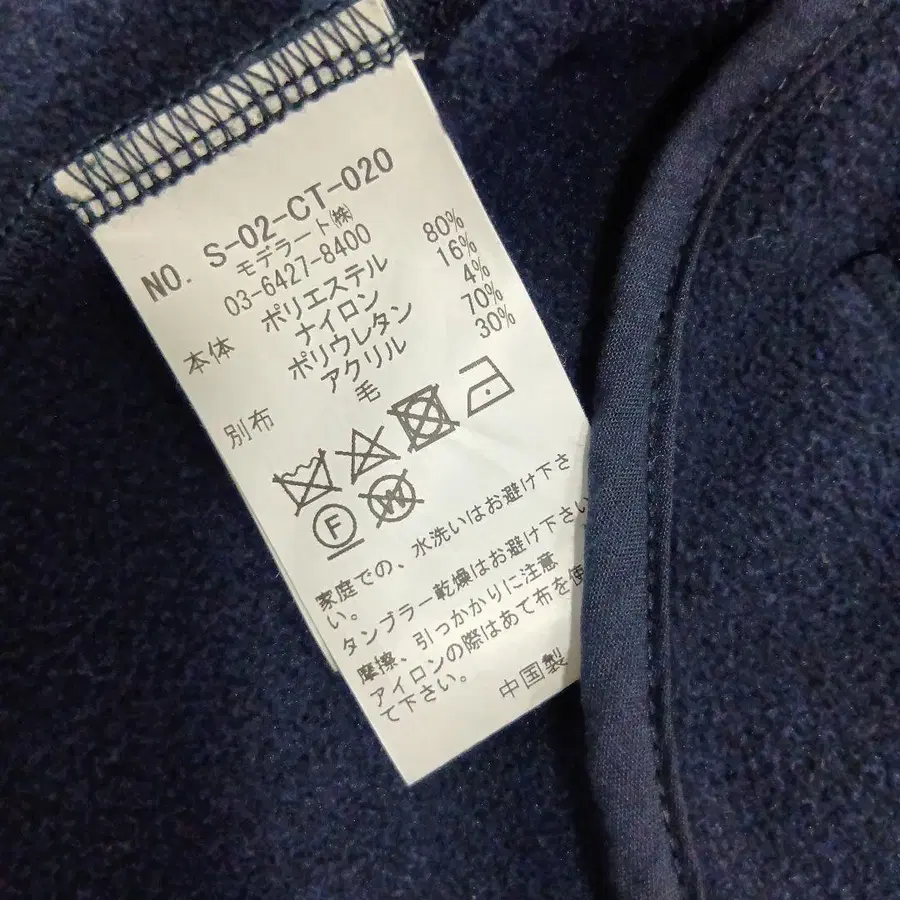 NO. S-02-CT-020
モデラート㈱
03-6427-8400
本体 ポリエステル 80%
ナイロン 16%
ポリウレタン 4%
別布 アクリル 70%
毛 30%
F W
家庭での、水洗いはお避け下さ
い。
タンブラー乾燥はお避け下さい
摩擦、引っかかりに注意
アイロンの際はあて布を使
て下さい。
中国製